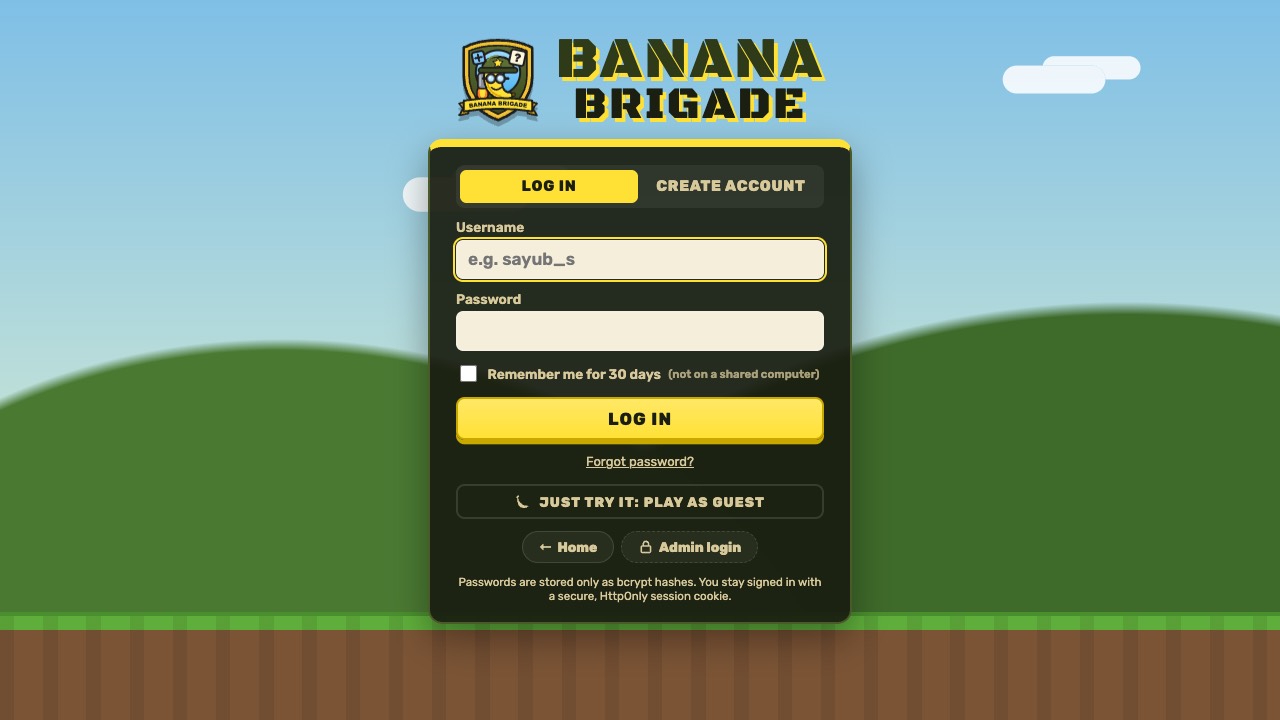 BANANA
BRIGADE
?
BANANA BRIGADE
LOG IN
CREATE ACCOUNT
Username
e.g. sayub_s
Password
Remember me for 30 days (not on a shared computer)
LOG IN
Forgot password?
JUST TRY IT: PLAY AS GUEST
← Home
Admin login
Passwords are stored only as bcrypt hashes. You stay signed in with
a secure, HttpOnly session cookie.